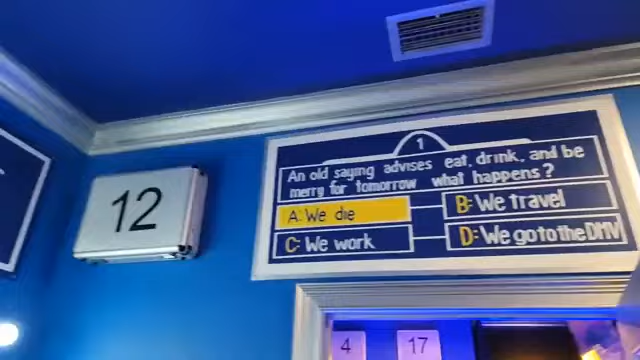 1
An old saying advises eat, drink, and be
merry for tomorrow what happens?
A: We die
B: We travel
C: We work
D: We go to the DMV
12
4
17